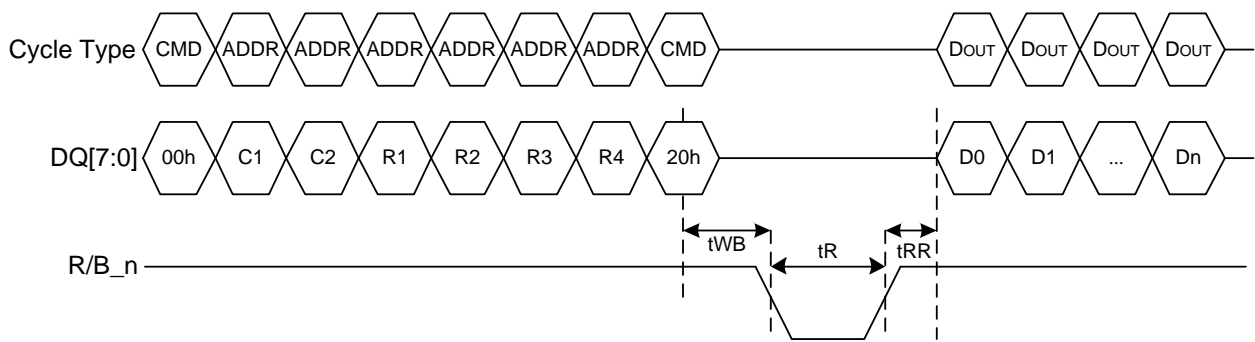 Cycle Type CMD ADDR ADDR ADDR ADDR ADDR ADDR CMD DOUT DOUT DOUT DOUT
DQ[7:0] 00h C1 C2 R1 R2 R3 R4 20h D0 D1 ... Dn
tWB tR tRR
R/B_n